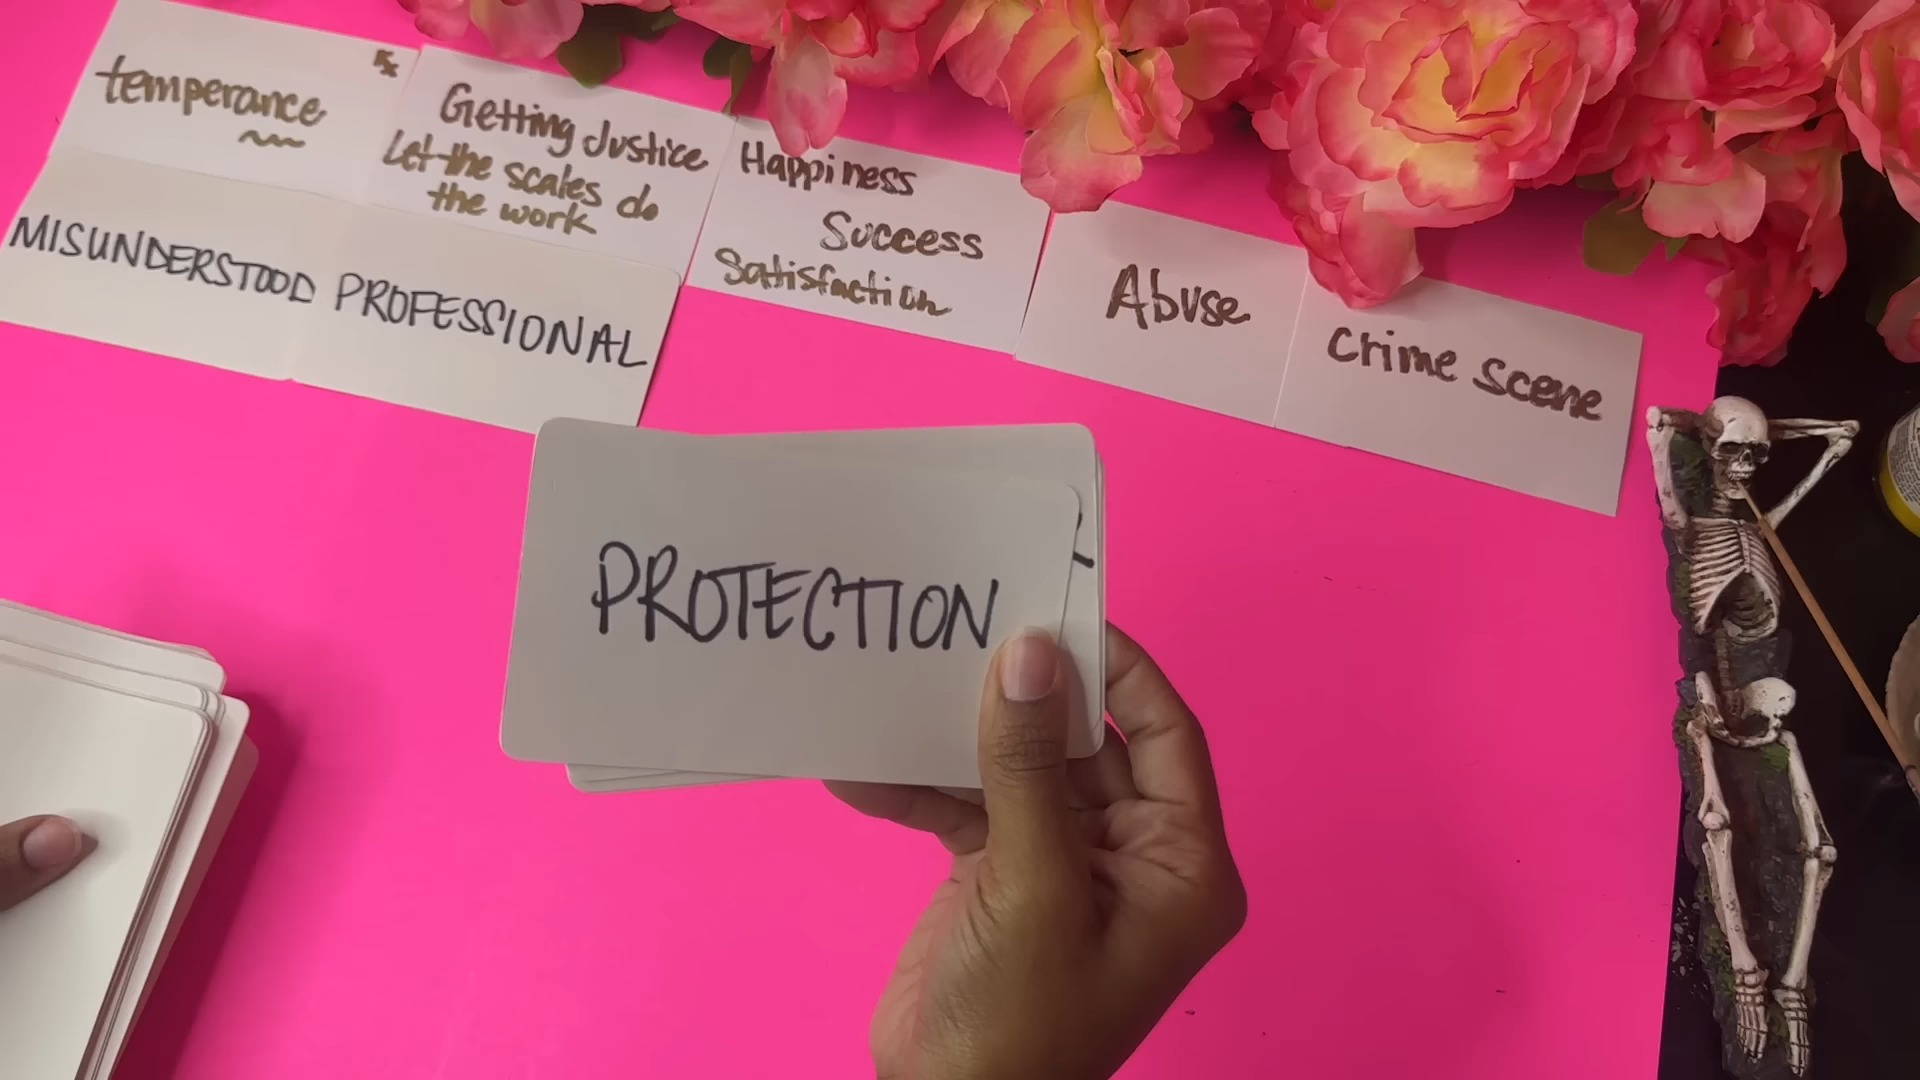 temperance
Getting Justice
Let the scales do
the work
Happiness
Success
Satisfaction
Abuse
Crime Scene
MISUNDERSTOOD PROFESSIONAL
PROTECTION